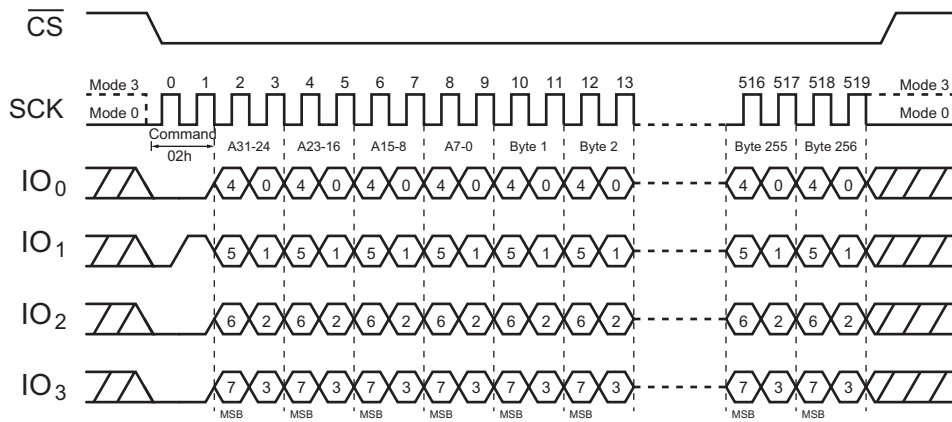 CS
Mode 3 0 1 2 3 4 5 6 7 8 9 10 11 12 13 516 517 518 519 Mode 3
SCK Mode 0 Mode 0
Command A31-24 A23-16 A15-8 A7-0 Byte 1 Byte 2 Byte 255 Byte 256
02h
IO0 4 0 4 0 4 0 4 0 4 0 4 0 4 0 4 0
IO1 5 1 5 1 5 1 5 1 5 1 5 1 5 1 5 1
IO2 6 2 6 2 6 2 6 2 6 2 6 2 6 2 6 2
IO3 7 3 7 3 7 3 7 3 7 3 7 3 7 3 7 3
MSB MSB MSB MSB MSB MSB MSB MSB